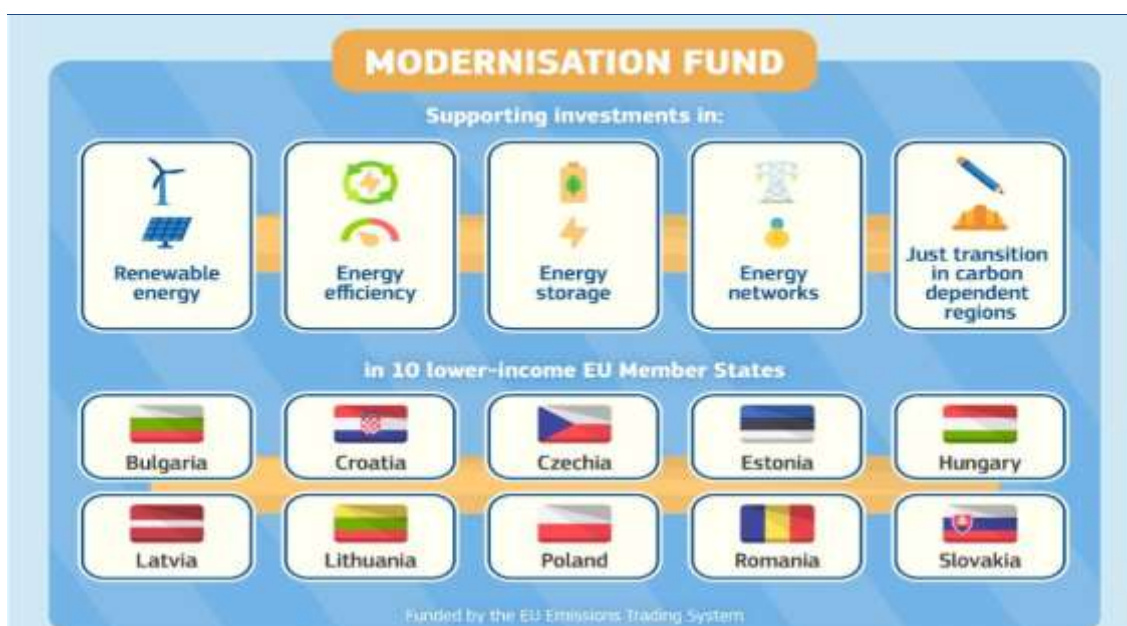 MODERNISATION FUND
Supporting investments in:
Renewable
energy
Energy
efficiency
Energy
storage
Energy
networks
Just transition
in carbon
dependent
regions
in 10 lower-income EU Member States
Bulgaria
Croatia
Czechia
Estonia
Hungary
Latvia
Lithuania
Poland
Romania
Slovakia
Funded by the EU Emissions Trading System